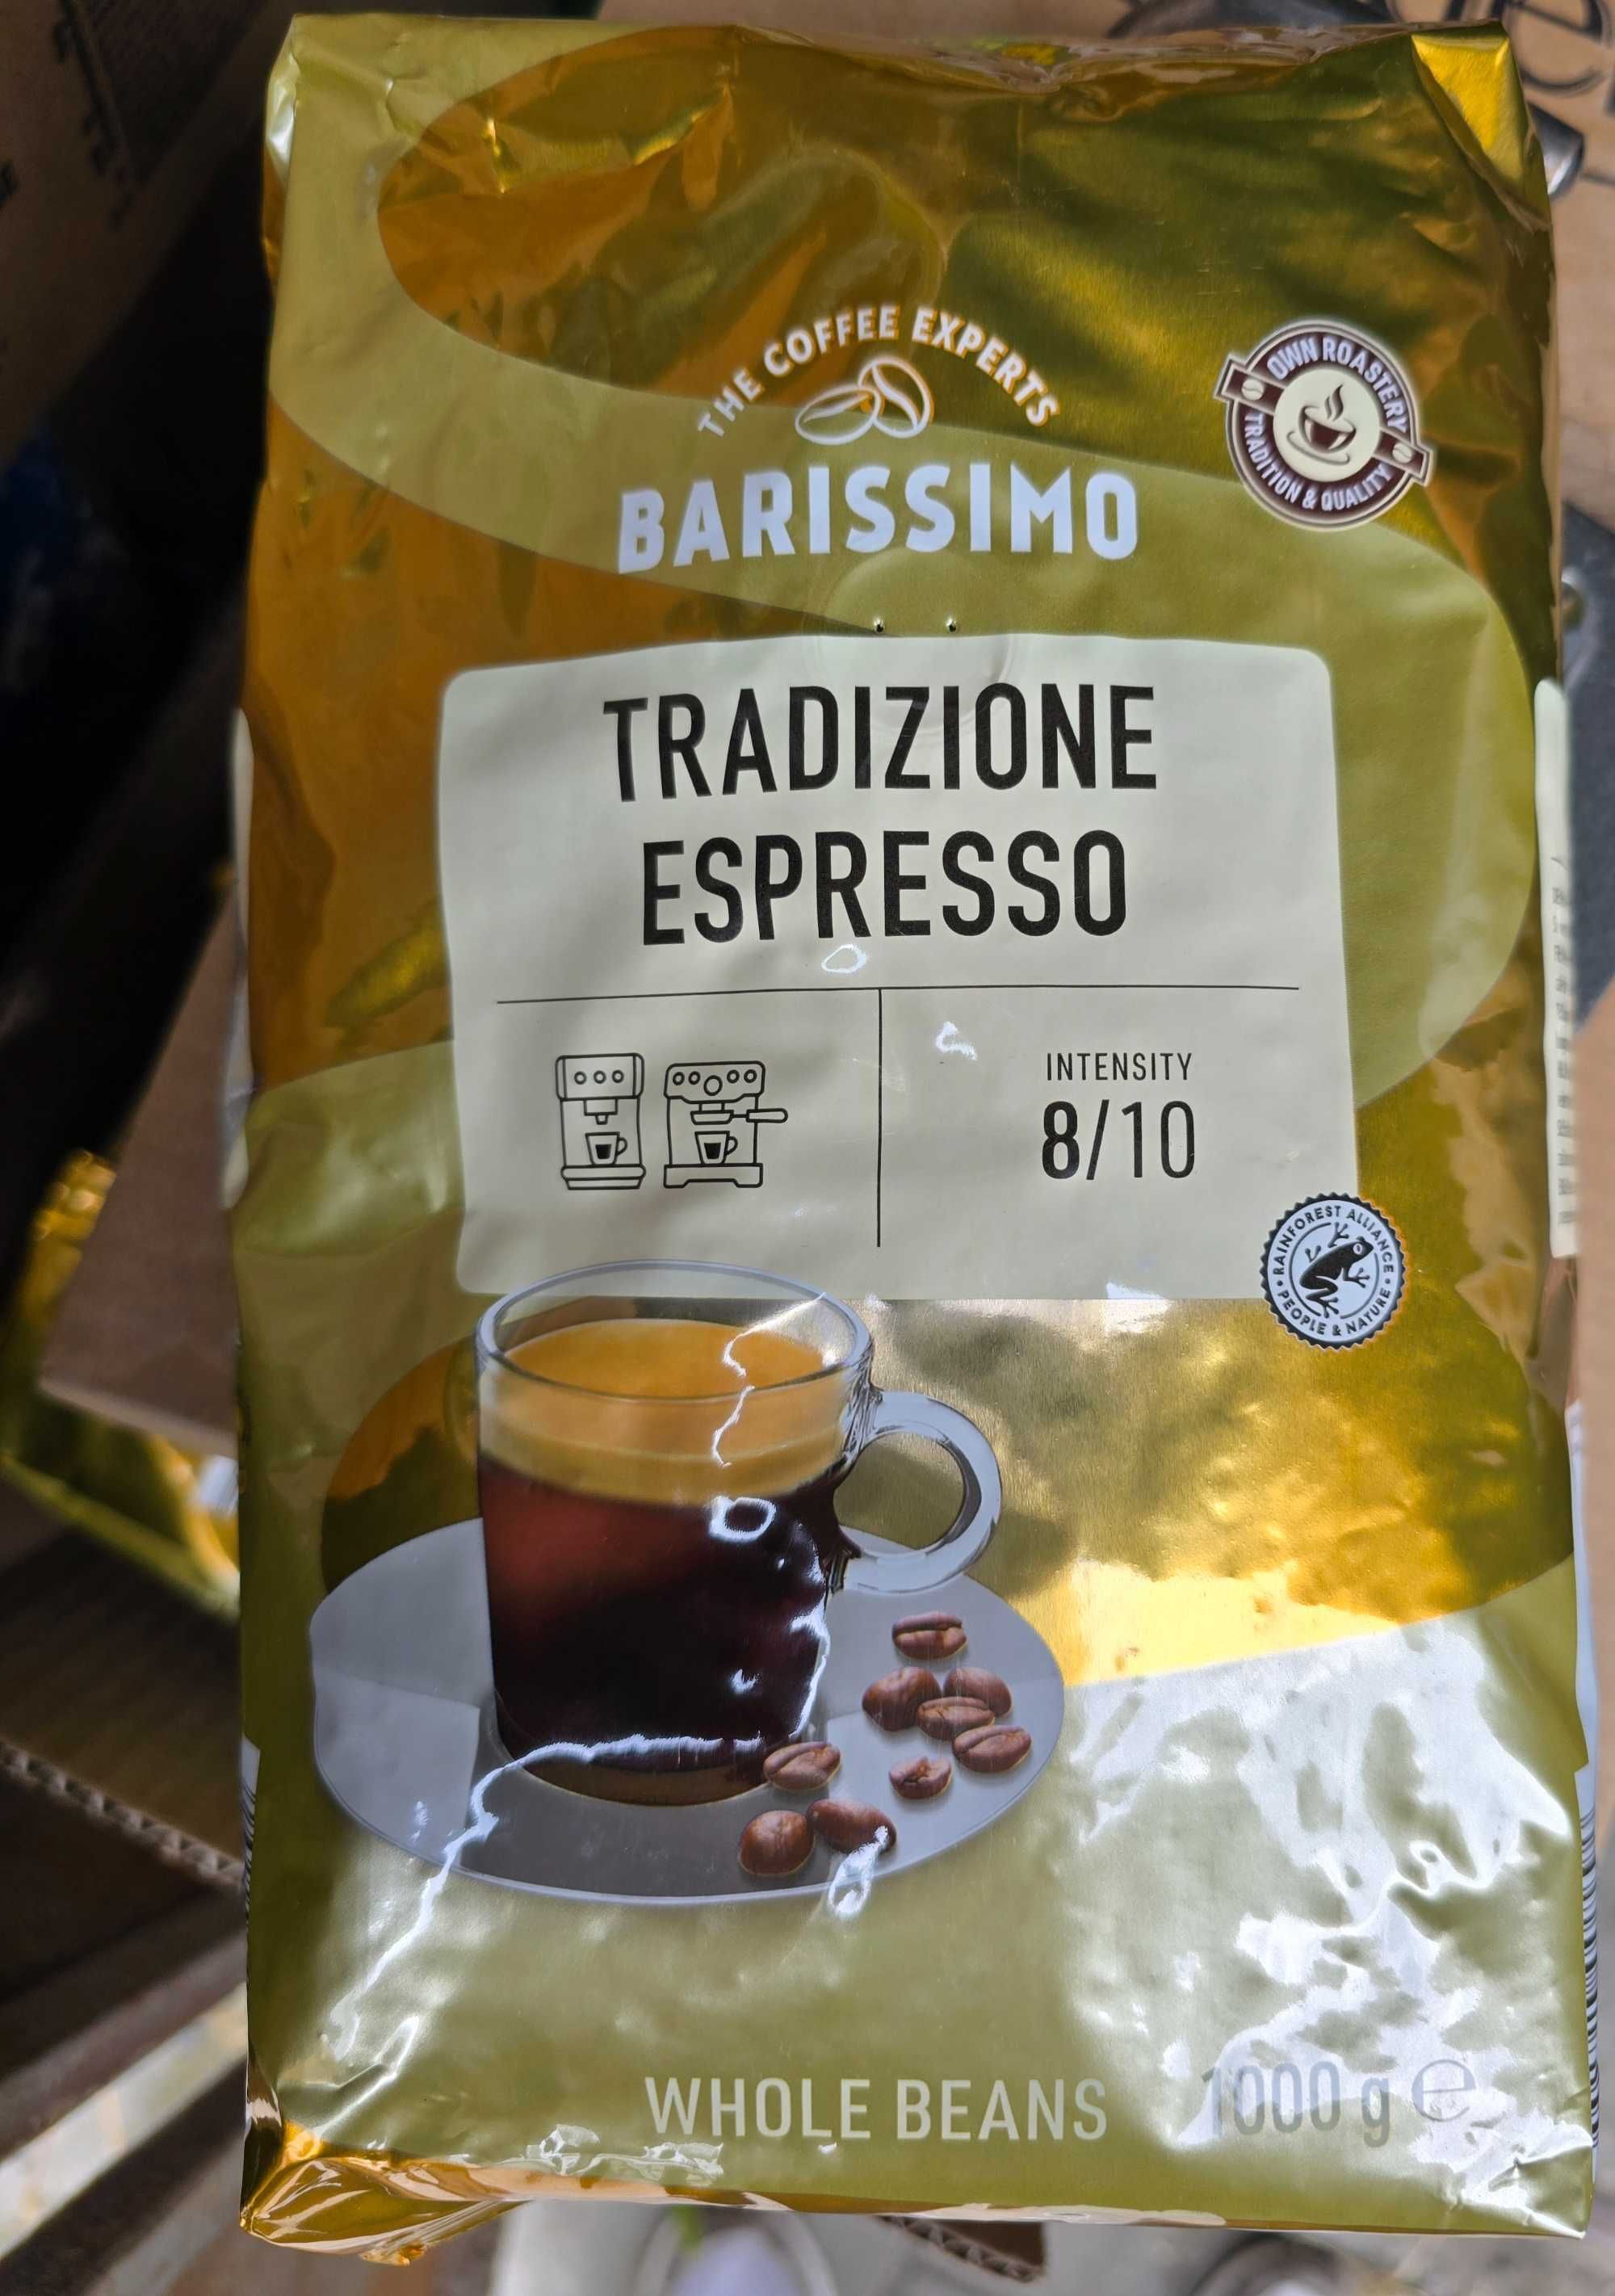 THE COFFEE EXPERTS
BARISSIMO
OWN ROASTERY
TRADITION & QUALITY
TRADIZIONE
ESPRESSO
INTENSITY
8/10
RAINFOREST ALLIANCE
PEOPLE & NATURE
WHOLE BEANS
1000 g ℮